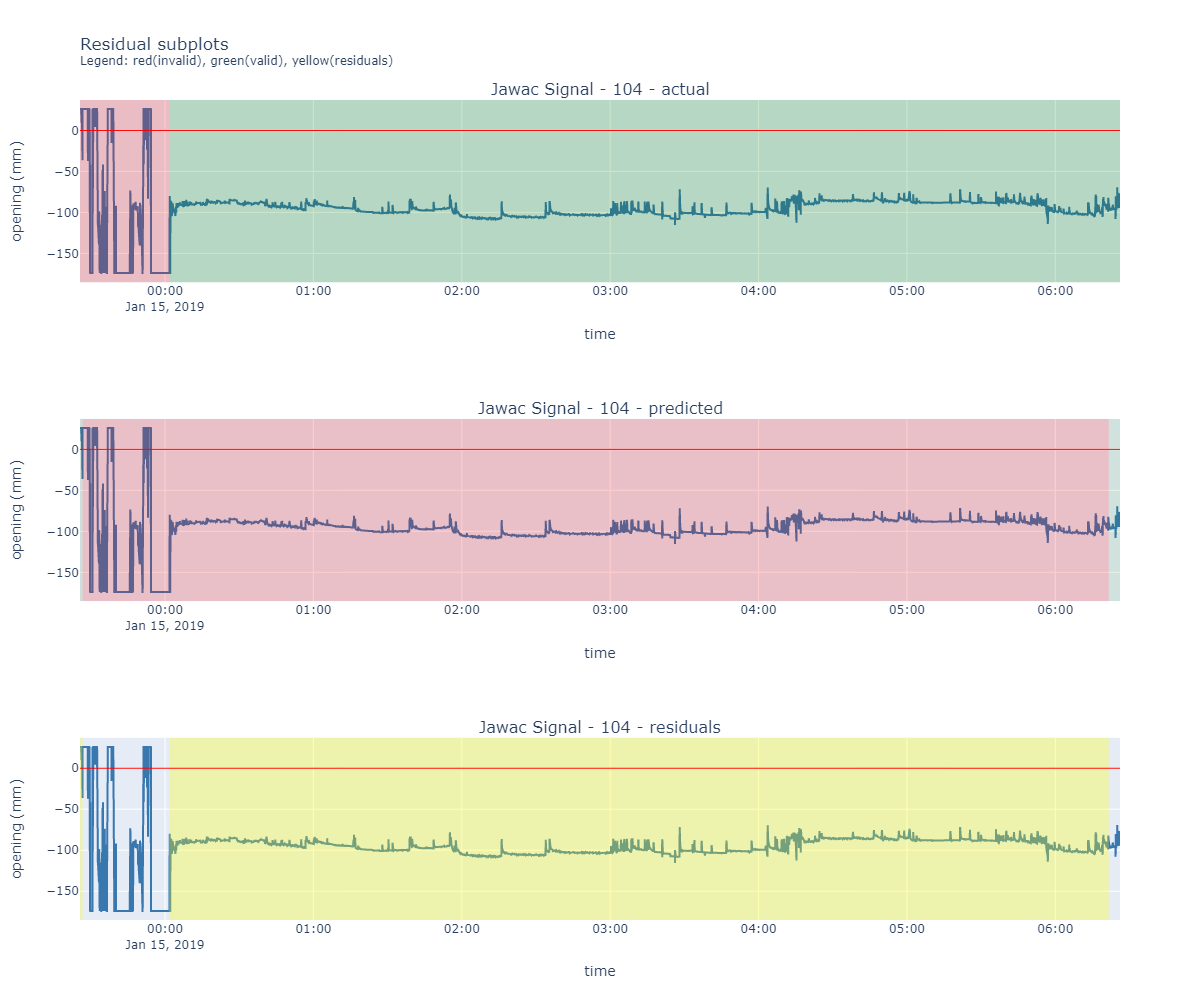 Residual subplots
Legend: red(invalid), green(valid), yellow(residuals)
Jawac Signal - 104 - actual
opening (mm)
0
−50
−100
−150
00:00
01:00
02:00
03:00
04:00
05:00
06:00
Jan 15, 2019
time
Jawac Signal - 104 - predicted
opening (mm)
0
−50
−100
−150
00:00
01:00
02:00
03:00
04:00
05:00
06:00
Jan 15, 2019
time
Jawac Signal - 104 - residuals
opening (mm)
0
−50
−100
−150
00:00
01:00
02:00
03:00
04:00
05:00
06:00
Jan 15, 2019
time